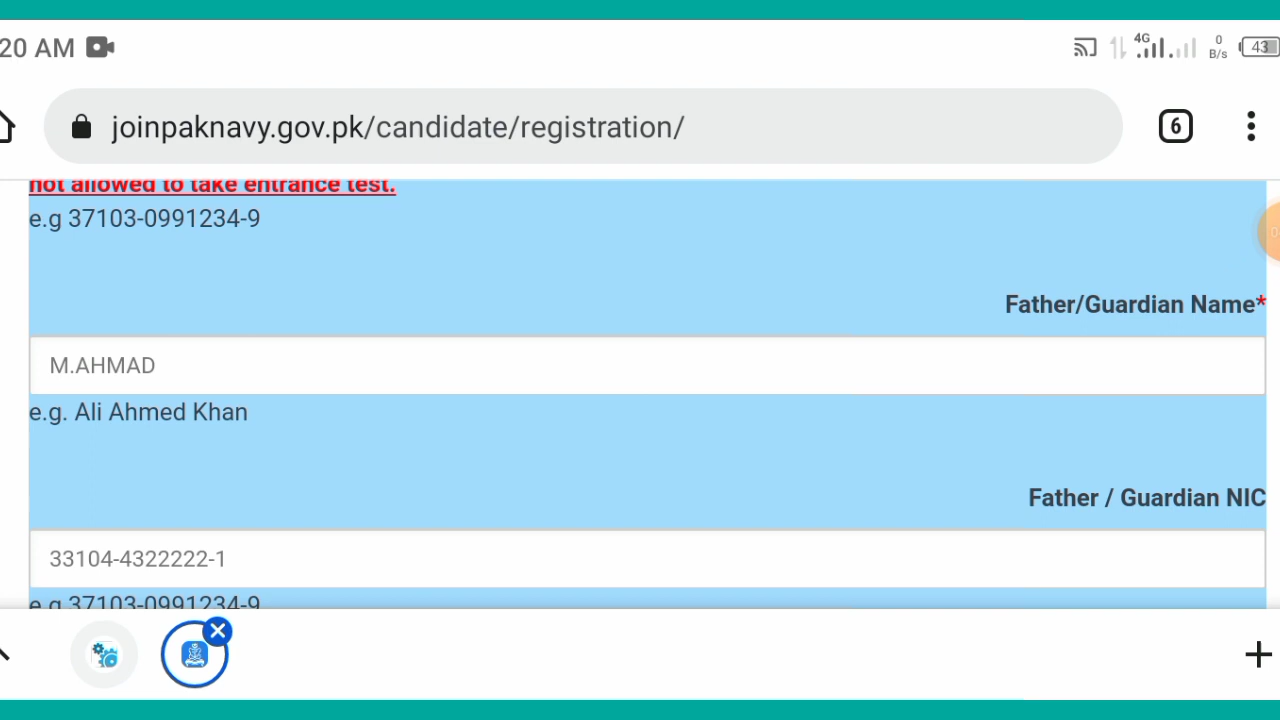 20 AM
4G
0
B/s
43
joinpaknavy.gov.pk/candidate/registration/
6
not allowed to take entrance test.
e.g 37103-0991234-9
Father/Guardian Name*
M.AHMAD
e.g. Ali Ahmed Khan
Father / Guardian NIC
33104-4322222-1
e.g 37103-0991234-9